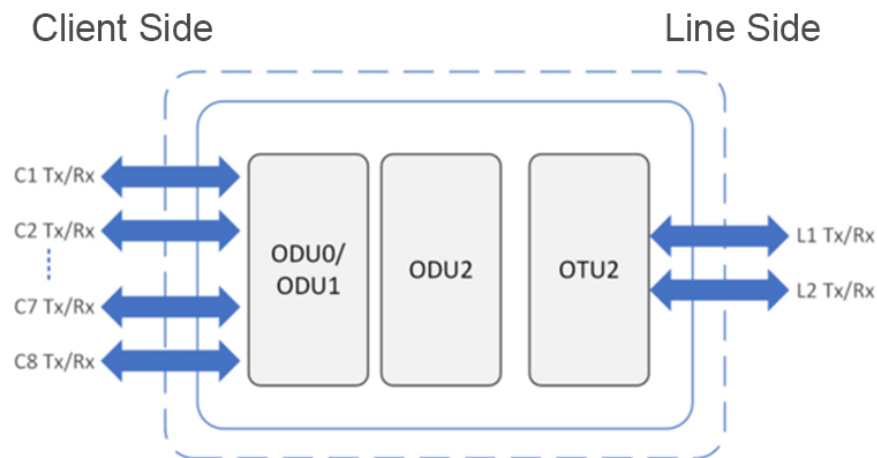 Client Side
Line Side
C1 Tx/Rx
C2 Tx/Rx
C7 Tx/Rx
C8 Tx/Rx
ODU0/
ODU1
ODU2
OTU2
L1 Tx/Rx
L2 Tx/Rx